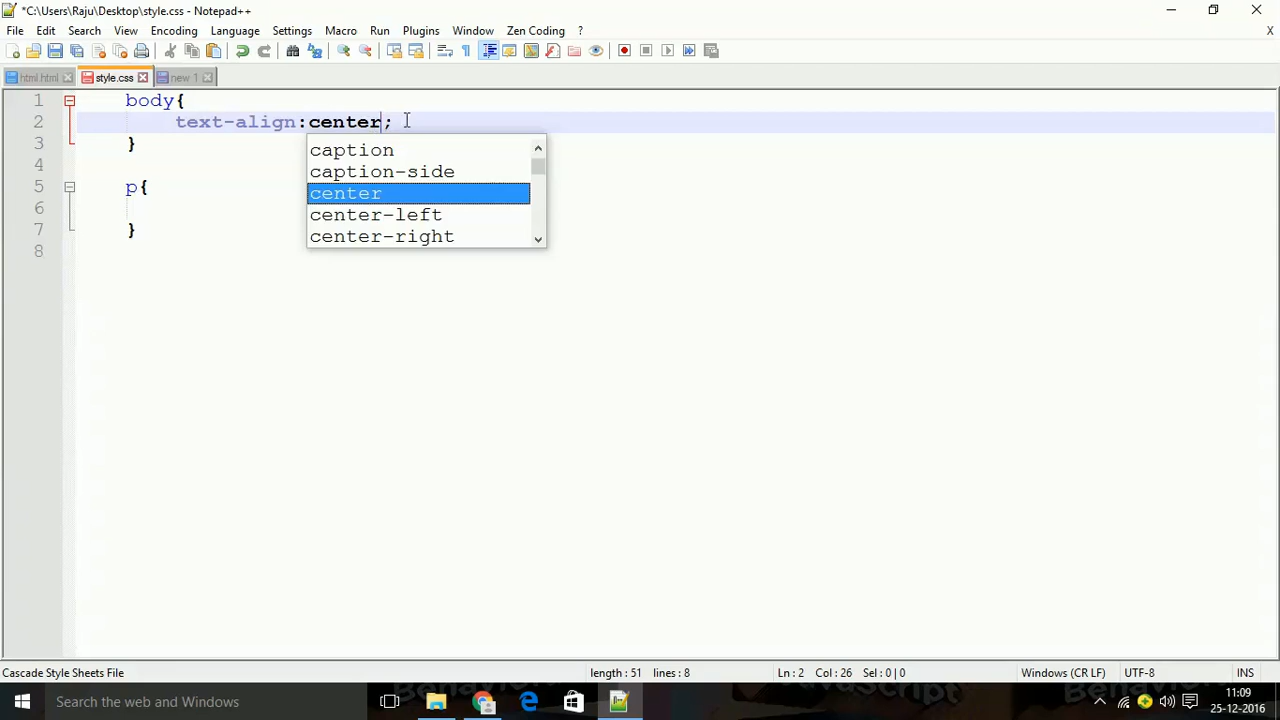 *C:\Users\Raju\Desktop\style.css - Notepad++
File Edit Search View Encoding Language Settings Macro Run Plugins Window Zen Coding ? X
html.html style.css new 1
1 body{
2 text-align:center;
3 }
4
5 p{
6
7 }
8
caption
caption-side
center
center-left
center-right
Cascade Style Sheets File length : 51 lines : 8 Ln : 2 Col : 26 Sel : 0 | 0 Windows (CR LF) UTF-8 INS
Search the web and Windows
11:09
25-12-2016